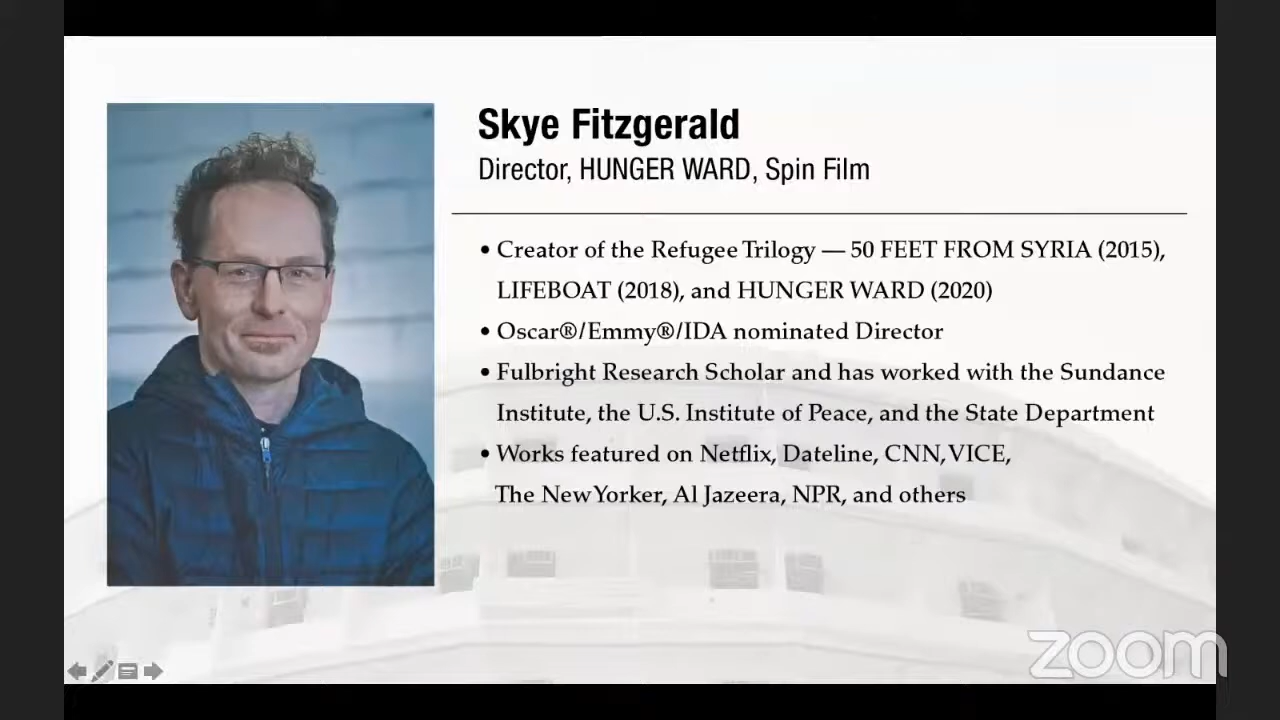 Skye Fitzgerald
Director, HUNGER WARD, Spin Film
• Creator of the Refugee Trilogy — 50 FEET FROM SYRIA (2015),
LIFEBOAT (2018), and HUNGER WARD (2020)
• Oscar®/Emmy®/IDA nominated Director
• Fulbright Research Scholar and has worked with the Sundance
Institute, the U.S. Institute of Peace, and the State Department
• Works featured on Netflix, Dateline, CNN, VICE,
The New Yorker, Al Jazeera, NPR, and others
zoom